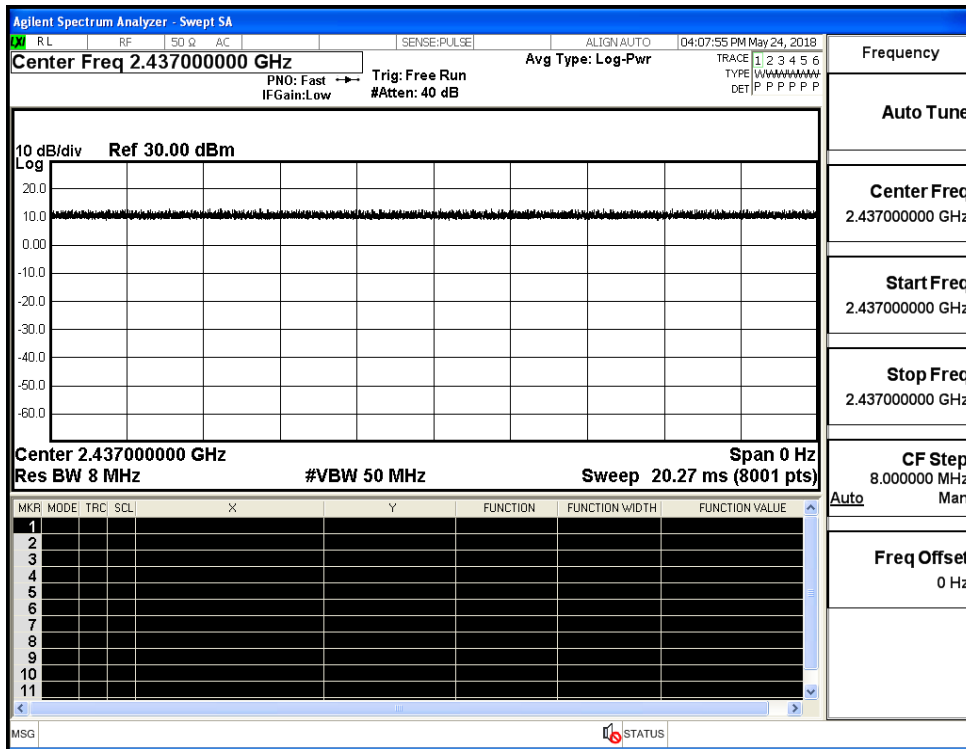 Agilent Spectrum Analyzer - Swept SA
LXI RL RF 50 Ω AC SENSE:PULSE ALIGN AUTO 04:07:55 PM May 24, 2018
Center Freq 2.437000000 GHz
PNO: Fast
IFGain:Low
Trig: Free Run
#Atten: 40 dB
Avg Type: Log-Pwr
TRACE 1 2 3 4 5 6
TYPE WWWWWW
DET P P P P P P
10 dB/div Ref 30.00 dBm
Log
20.0
10.0
0.00
-10.0
-20.0
-30.0
-40.0
-50.0
-60.0
Center 2.437000000 GHz Span 0 Hz
Res BW 8 MHz #VBW 50 MHz Sweep 20.27 ms (8001 pts)
MKR MODE TRC SCL X Y FUNCTION FUNCTION WIDTH FUNCTION VALUE
1
2
3
4
5
6
7
8
9
10
11
MSG STATUS
Frequency
Auto Tune
Center Freq
2.437000000 GHz
Start Freq
2.437000000 GHz
Stop Freq
2.437000000 GHz
CF Step
8.000000 MHz
Auto Man
Freq Offset
0 Hz